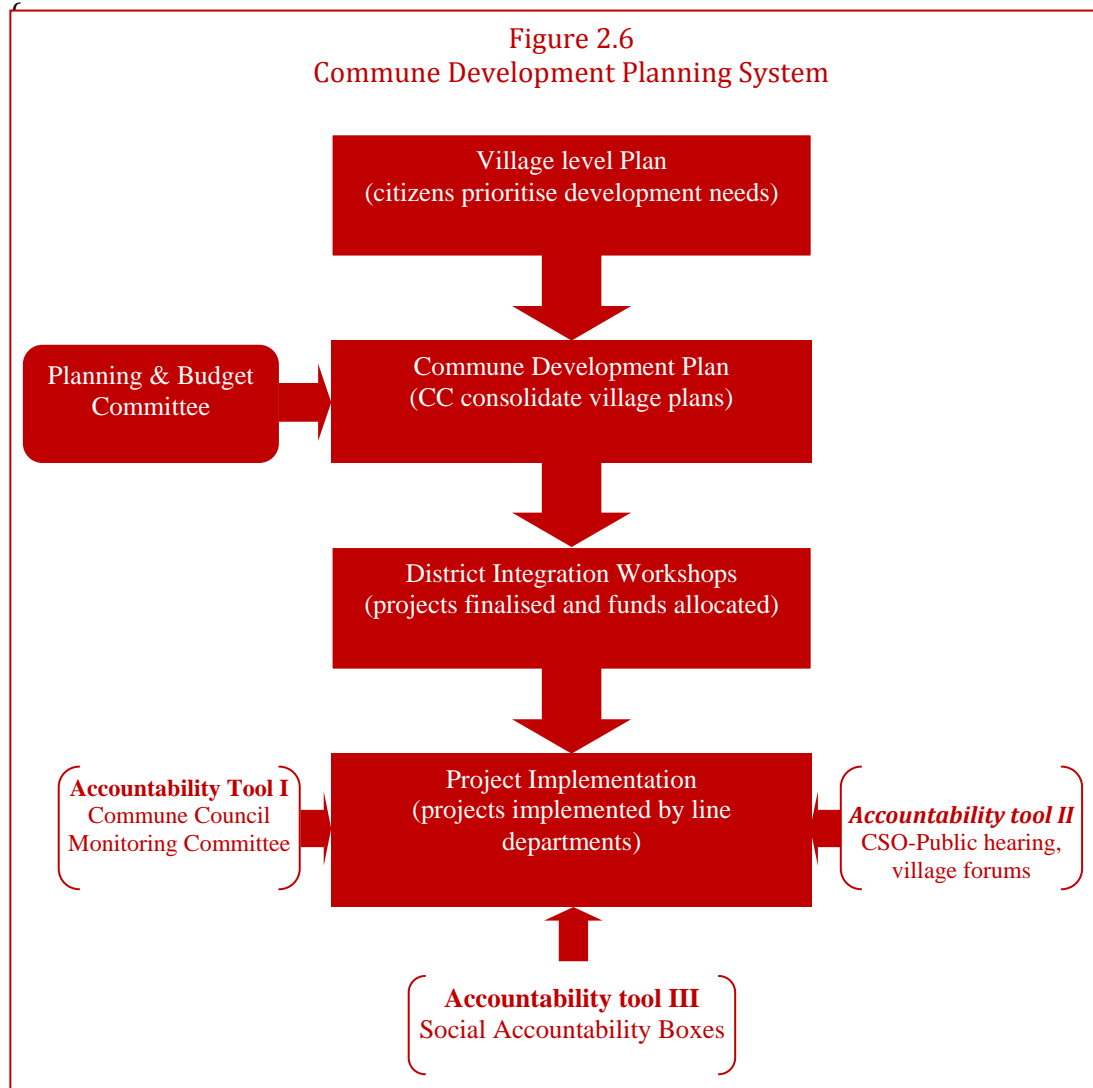 Figure 2.6
Commune Development Planning System
Village level Plan
(citizens prioritise development needs)
Planning & Budget
Committee
Commune Development Plan
(CC consolidate village plans)
District Integration Workshops
(projects finalised and funds allocated)
Accountability Tool I
Commune Council
Monitoring Committee
Project Implementation
(projects implemented by line
departments)
Accountability tool II
CSO-Public hearing,
village forums
Accountability tool III
Social Accountability Boxes